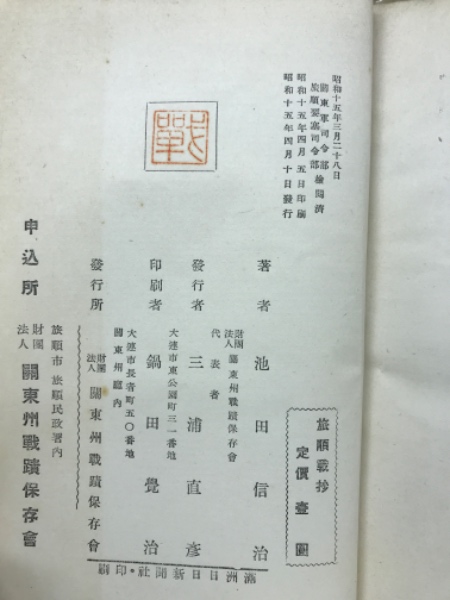 昭和十五年三月二十八日
關東軍司令部
旅順要塞司令部檢閲濟
昭和十五年四月五日印刷
昭和十五年四月十日發行
戰
旅順戰抄
定價壹圓
著者 池田信治
財團法人關東州戰蹟保存會
代表者
發行者 三浦直彦
大連市東公園町三一番地
印刷者 鍋田覺治
大連市長者町五〇番地
關東州廳内
發行所 財團法人 關東州戰蹟保存會
旅順市旅順民政署内
申込所 財團法人 關東州戰蹟保存會
滿洲日日新聞社・印刷